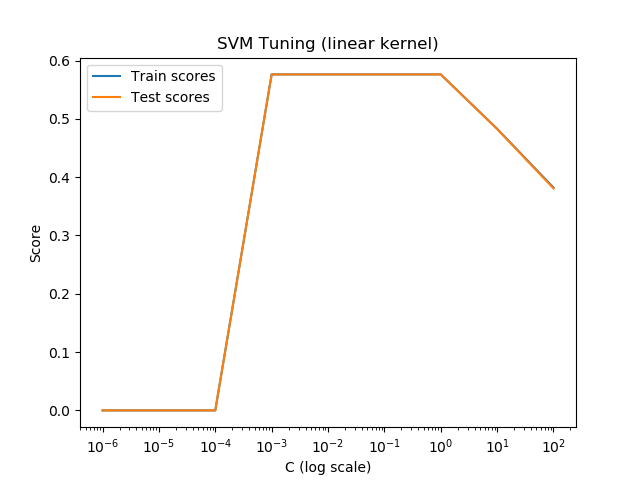 SVM Tuning (linear kernel)
Train scores
Test scores
Score
0.6
0.5
0.4
0.3
0.2
0.1
0.0
10⁻⁶ 10⁻⁵ 10⁻⁴ 10⁻³ 10⁻² 10⁻¹ 10⁰ 10¹ 10²
C (log scale)